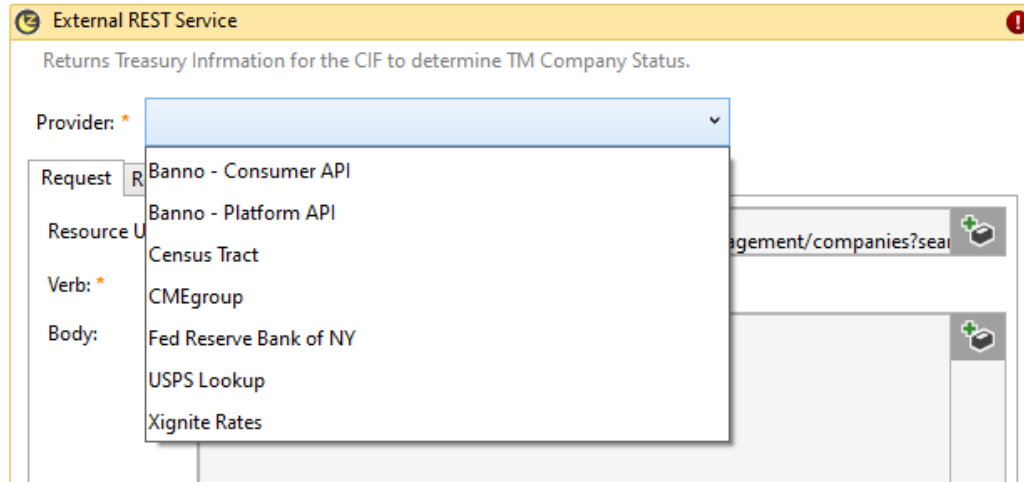 External REST Service
Returns Treasury Infrmation for the CIF to determine TM Company Status.
Provider: *
Banno - Consumer API
Banno - Platform API
Census Tract
CMEgroup
Fed Reserve Bank of NY
USPS Lookup
Xignite Rates
Request R
Resource U
agement/companies?sear
Verb: *
Body: